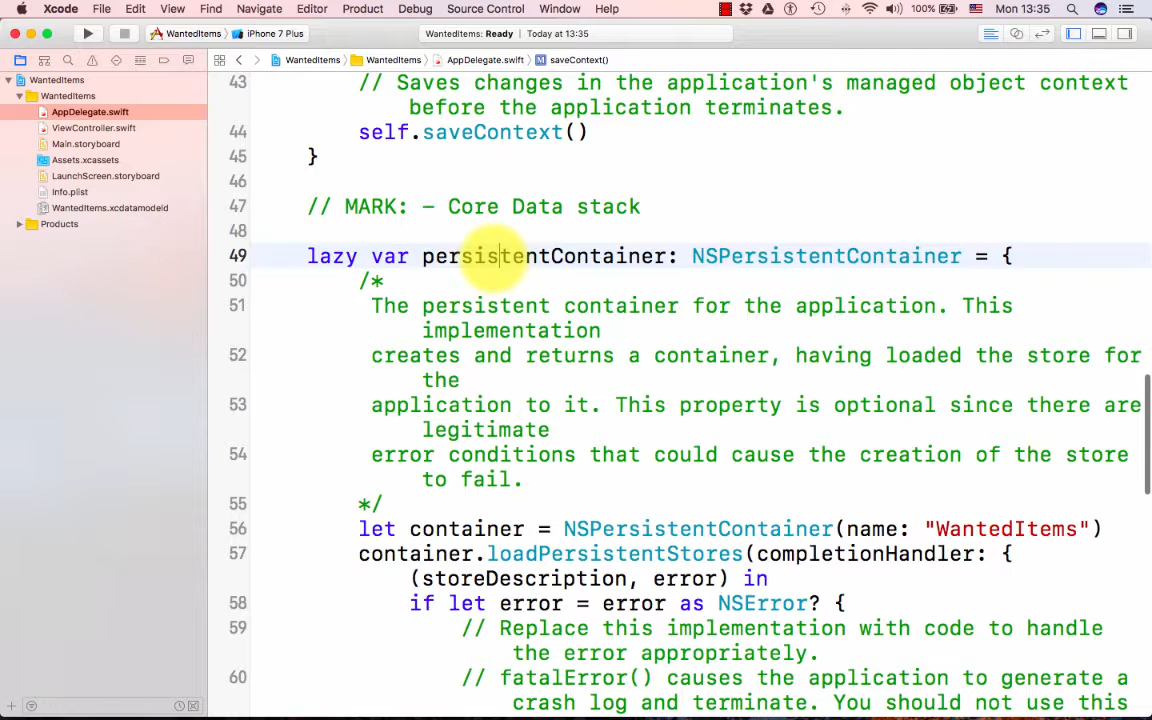 Xcode File Edit View Find Navigate Editor Product Debug Source Control Window Help 100% Mon 13:35
WantedItems iPhone 7 Plus WantedItems: Ready Today at 13:35
WantedItems WantedItems AppDelegate.swift M saveContext()
WantedItems
WantedItems
AppDelegate.swift
ViewController.swift
Main.storyboard
Assets.xcassets
LaunchScreen.storyboard
Info.plist
WantedItems.xcdatamodeld
Products
43 // Saves changes in the application's managed object context
before the application terminates.
44 self.saveContext()
45 }
46
47 // MARK: - Core Data stack
48
49 lazy var persistentContainer: NSPersistentContainer = {
50 /*
51 The persistent container for the application. This
implementation
52 creates and returns a container, having loaded the store for
the
53 application to it. This property is optional since there are
legitimate
54 error conditions that could cause the creation of the store
to fail.
55 */
56 let container = NSPersistentContainer(name: "WantedItems")
57 container.loadPersistentStores(completionHandler: {
(storeDescription, error) in
58 if let error = error as NSError? {
59 // Replace this implementation with code to handle
the error appropriately.
60 // fatalError() causes the application to generate a
crash log and terminate. You should not use this